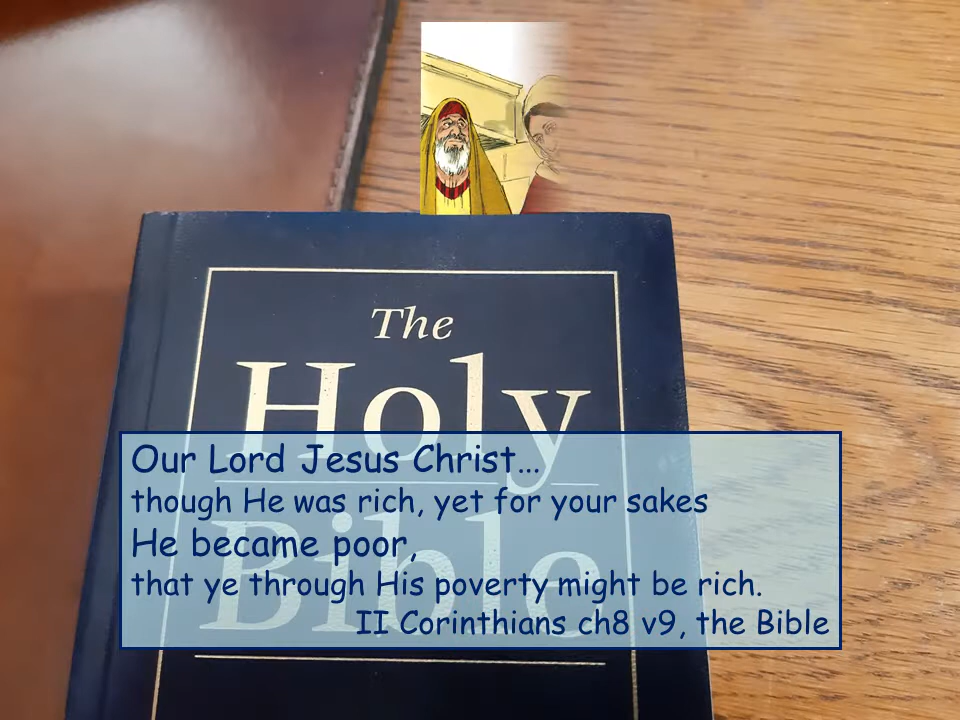 The
Holy
Bible
Our Lord Jesus Christ…
though He was rich, yet for your sakes
He became poor,
that ye through His poverty might be rich.
II Corinthians ch8 v9, the Bible